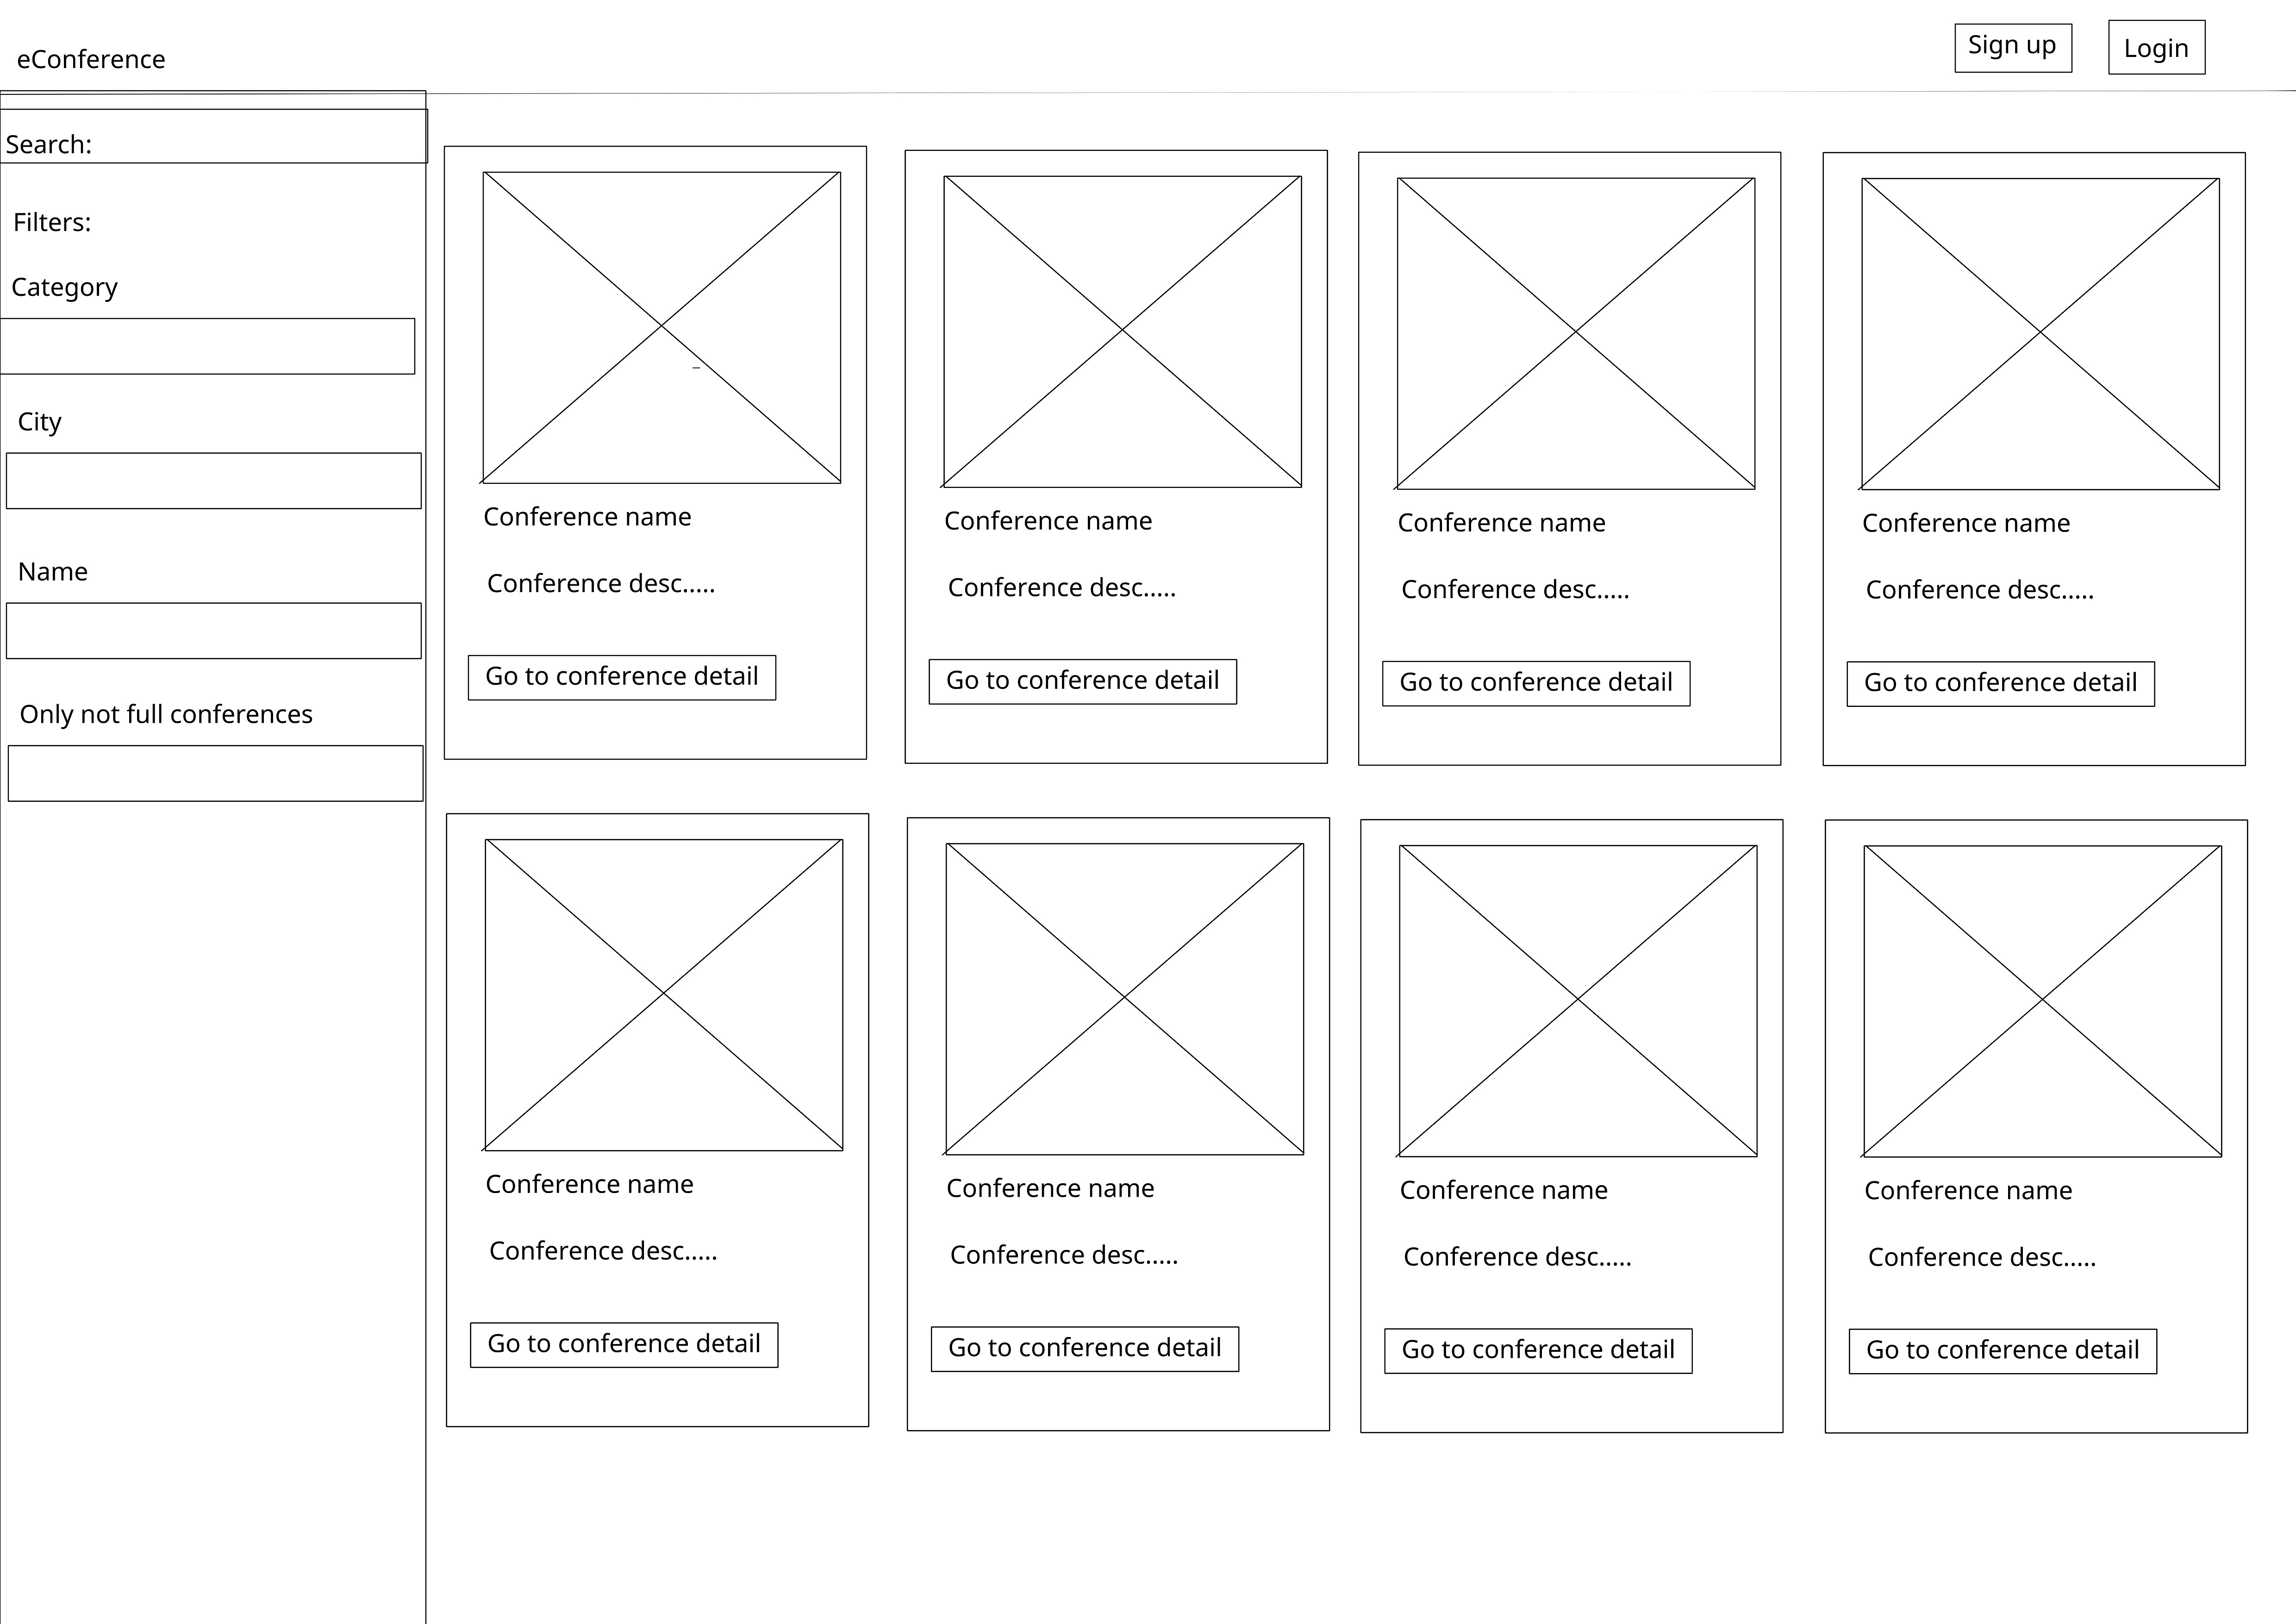 eConference
Sign up
Login
Search:
Filters:
Category
City
Name
Only not full conferences
Conference name
Conference desc.....
Go to conference detail
Conference name
Conference desc.....
Go to conference detail
Conference name
Conference desc.....
Go to conference detail
Conference name
Conference desc.....
Go to conference detail
Conference name
Conference desc.....
Go to conference detail
Conference name
Conference desc.....
Go to conference detail
Conference name
Conference desc.....
Go to conference detail
Conference name
Conference desc.....
Go to conference detail